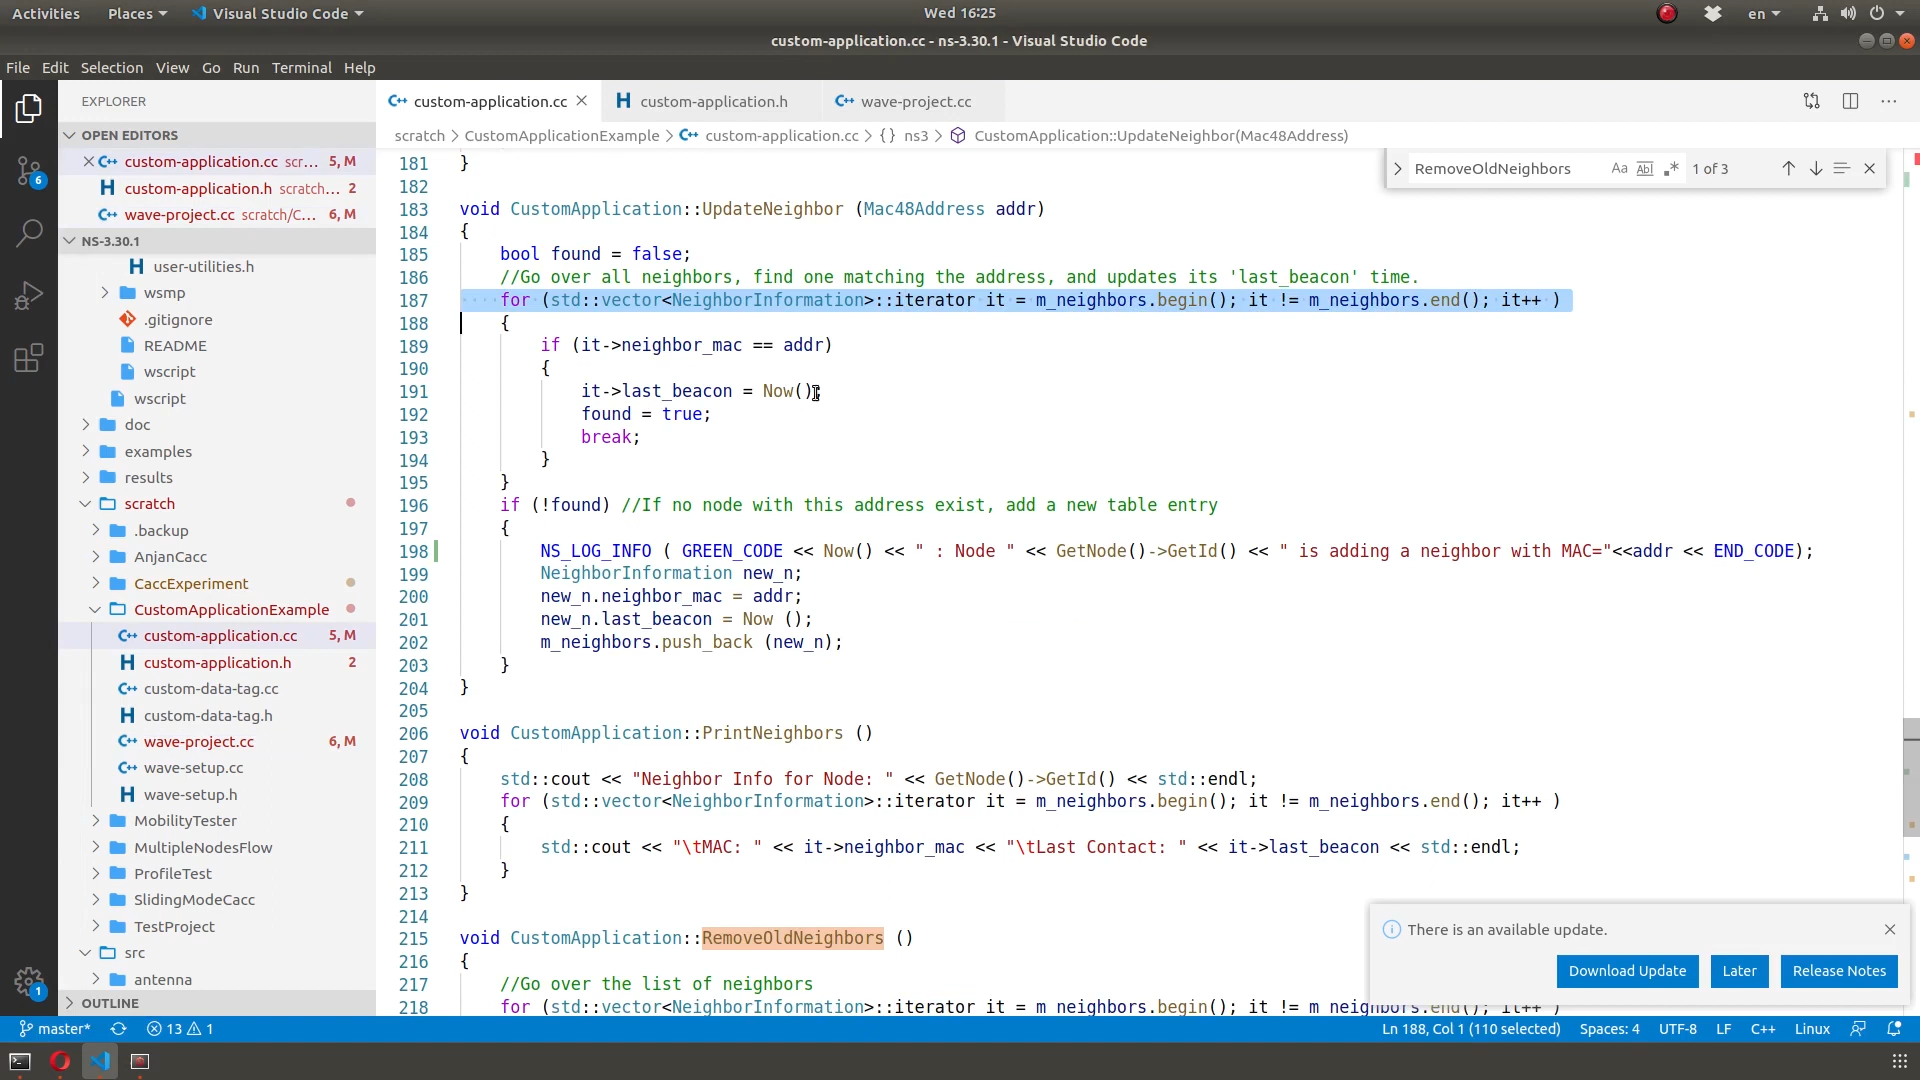 Activities Places Visual Studio Code Wed 16:25 en
custom-application.cc - ns-3.30.1 - Visual Studio Code
File Edit Selection View Go Run Terminal Help
EXPLORER
OPEN EDITORS
custom-application.cc scr... 5, M
custom-application.h scratch... 2
wave-project.cc scratch/C... 6, M
NS-3.30.1
user-utilities.h
wsmp
.gitignore
README
wscript
wscript
doc
examples
results
scratch
.backup
AnjanCacc
CaccExperiment
CustomApplicationExample
custom-application.cc 5, M
custom-application.h 2
custom-data-tag.cc
custom-data-tag.h
wave-project.cc 6, M
wave-setup.cc
wave-setup.h
MobilityTester
MultipleNodesFlow
ProfileTest
SlidingModeCacc
TestProject
src
antenna
OUTLINE
6
1
custom-application.cc custom-application.h wave-project.cc
scratch > CustomApplicationExample > custom-application.cc > {} ns3 > CustomApplication::UpdateNeighbor(Mac48Address)
RemoveOldNeighbors Aa Abl .* 1 of 3
181 }
182
183 void CustomApplication::UpdateNeighbor (Mac48Address addr)
184 {
185 bool found = false;
186 //Go over all neighbors, find one matching the address, and updates its 'last_beacon' time.
187 for (std::vector<NeighborInformation>::iterator it = m_neighbors.begin(); it != m_neighbors.end(); it++ )
188 {
189 if (it->neighbor_mac == addr)
190 {
191 it->last_beacon = Now();
192 found = true;
193 break;
194 }
195 }
196 if (!found) //If no node with this address exist, add a new table entry
197 {
198 NS_LOG_INFO ( GREEN_CODE << Now() << " : Node " << GetNode()->GetId() << " is adding a neighbor with MAC="<<addr << END_CODE);
199 NeighborInformation new_n;
200 new_n.neighbor_mac = addr;
201 new_n.last_beacon = Now ();
202 m_neighbors.push_back (new_n);
203 }
204 }
205
206 void CustomApplication::PrintNeighbors ()
207 {
208 std::cout << "Neighbor Info for Node: " << GetNode()->GetId() << std::endl;
209 for (std::vector<NeighborInformation>::iterator it = m_neighbors.begin(); it != m_neighbors.end(); it++ )
210 {
211 std::cout << "\tMAC: " << it->neighbor_mac << "\tLast Contact: " << it->last_beacon << std::endl;
212 }
213 }
214
215 void CustomApplication::RemoveOldNeighbors ()
216 {
217 //Go over the list of neighbors
218 for (std::vector<NeighborInformation>::iterator it = m_neighbors.begin(); it != m_neighbors.end(); it++ )
There is an available update.
Download Update Later Release Notes
master* 13 1 Ln 188, Col 1 (110 selected) Spaces: 4 UTF-8 LF C++ Linux